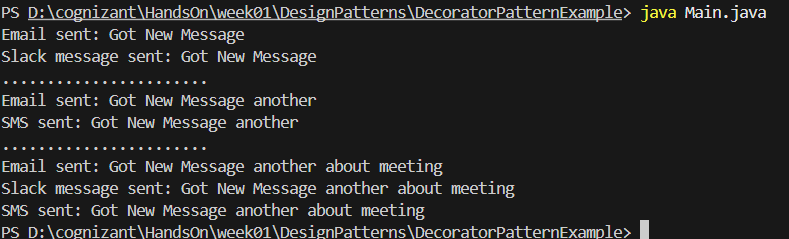 PS D:\cognizant\HandsOn\week01\DesignPatterns\DecoratorPatternExample> java Main.java
Email sent: Got New Message
Slack message sent: Got New Message
.......................
Email sent: Got New Message another
SMS sent: Got New Message another
.......................
Email sent: Got New Message another about meeting
Slack message sent: Got New Message another about meeting
SMS sent: Got New Message another about meeting
PS D:\cognizant\HandsOn\week01\DesignPatterns\DecoratorPatternExample>